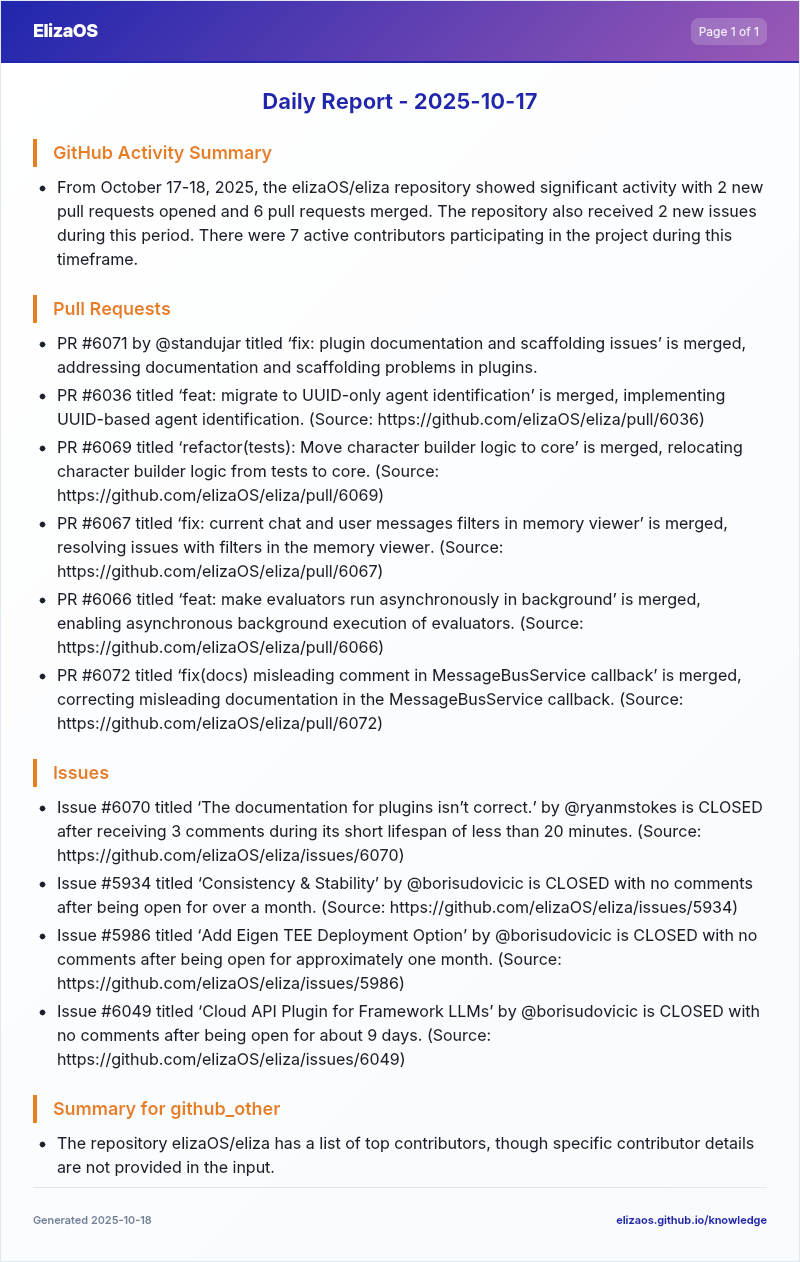 ElizaOS
Page 1 of 1
Daily Report - 2025-10-17
GitHub Activity Summary
• From October 17-18, 2025, the elizaOS/eliza repository showed significant activity with 2 new
pull requests opened and 6 pull requests merged. The repository also received 2 new issues
during this period. There were 7 active contributors participating in the project during this
timeframe.
Pull Requests
• PR #6071 by @standujar titled ‘fix: plugin documentation and scaffolding issues’ is merged,
addressing documentation and scaffolding problems in plugins.
• PR #6036 titled ‘feat: migrate to UUID-only agent identification’ is merged, implementing
UUID-based agent identification. (Source: https://github.com/elizaOS/eliza/pull/6036)
• PR #6069 titled ‘refactor(tests): Move character builder logic to core’ is merged, relocating
character builder logic from tests to core. (Source:
https://github.com/elizaOS/eliza/pull/6069)
• PR #6067 titled ‘fix: current chat and user messages filters in memory viewer’ is merged,
resolving issues with filters in the memory viewer. (Source:
https://github.com/elizaOS/eliza/pull/6067)
• PR #6066 titled ‘feat: make evaluators run asynchronously in background’ is merged,
enabling asynchronous background execution of evaluators. (Source:
https://github.com/elizaOS/eliza/pull/6066)
• PR #6072 titled ‘fix(docs) misleading comment in MessageBusService callback’ is merged,
correcting misleading documentation in the MessageBusService callback. (Source:
https://github.com/elizaOS/eliza/pull/6072)
Issues
• Issue #6070 titled ‘The documentation for plugins isn’t correct.’ by @ryanmstokes is CLOSED
after receiving 3 comments during its short lifespan of less than 20 minutes. (Source:
https://github.com/elizaOS/eliza/issues/6070)
• Issue #5934 titled ‘Consistency & Stability’ by @borisudovicic is CLOSED with no comments
after being open for over a month. (Source: https://github.com/elizaOS/eliza/issues/5934)
• Issue #5986 titled ‘Add Eigen TEE Deployment Option’ by @borisudovicic is CLOSED with no
comments after being open for approximately one month. (Source:
https://github.com/elizaOS/eliza/issues/5986)
• Issue #6049 titled ‘Cloud API Plugin for Framework LLMs’ by @borisudovicic is CLOSED with
no comments after being open for about 9 days. (Source:
https://github.com/elizaOS/eliza/issues/6049)
Summary for github_other
• The repository elizaOS/eliza has a list of top contributors, though specific contributor details
are not provided in the input.
Generated 2025-10-18
elizaos.github.io/knowledge